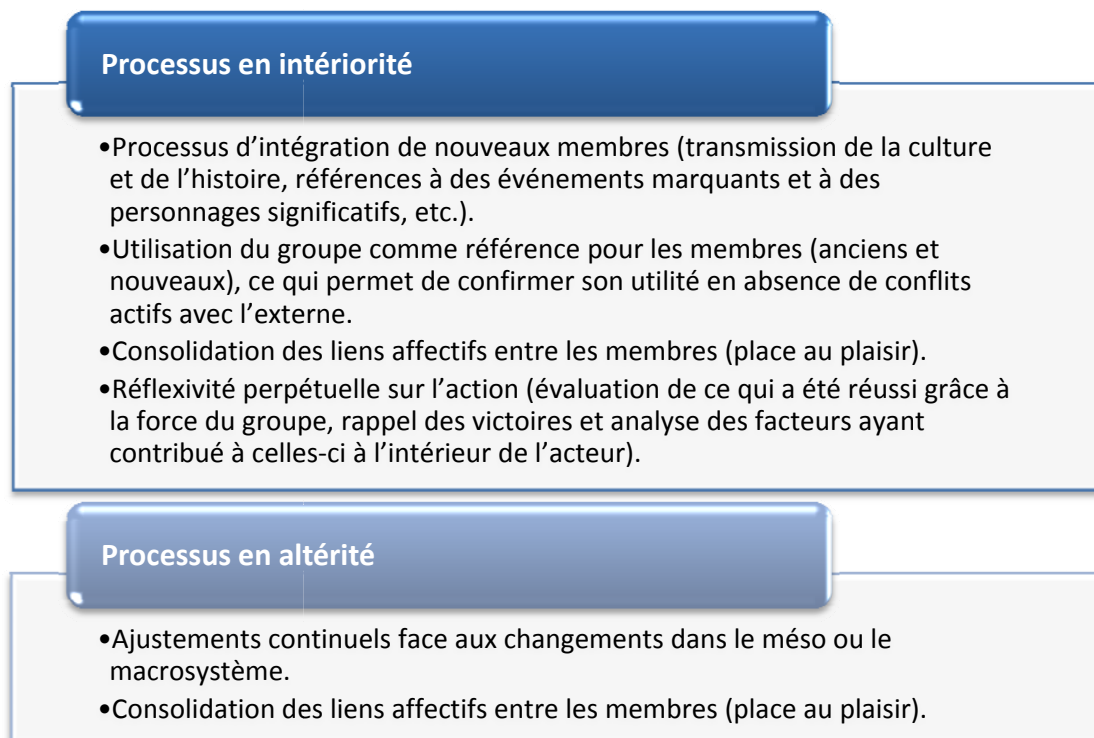 Processus en intériorité
•Processus d’intégration de nouveaux membres (transmission de la culture
et de l’histoire, références à des événements marquants et à des
personnages significatifs, etc.).
•Utilisation du groupe comme référence pour les membres (anciens et
nouveaux), ce qui permet de confirmer son utilité en absence de conflits
actifs avec l’externe.
•Consolidation des liens affectifs entre les membres (place au plaisir).
•Réflexivité perpétuelle sur l’action (évaluation de ce qui a été réussi grâce à
la force du groupe, rappel des victoires et analyse des facteurs ayant
contribué à celles-ci à l’intérieur de l’acteur).
Processus en altérité
•Ajustements continuels face aux changements dans le méso ou le
macrosystème.
•Consolidation des liens affectifs entre les membres (place au plaisir).